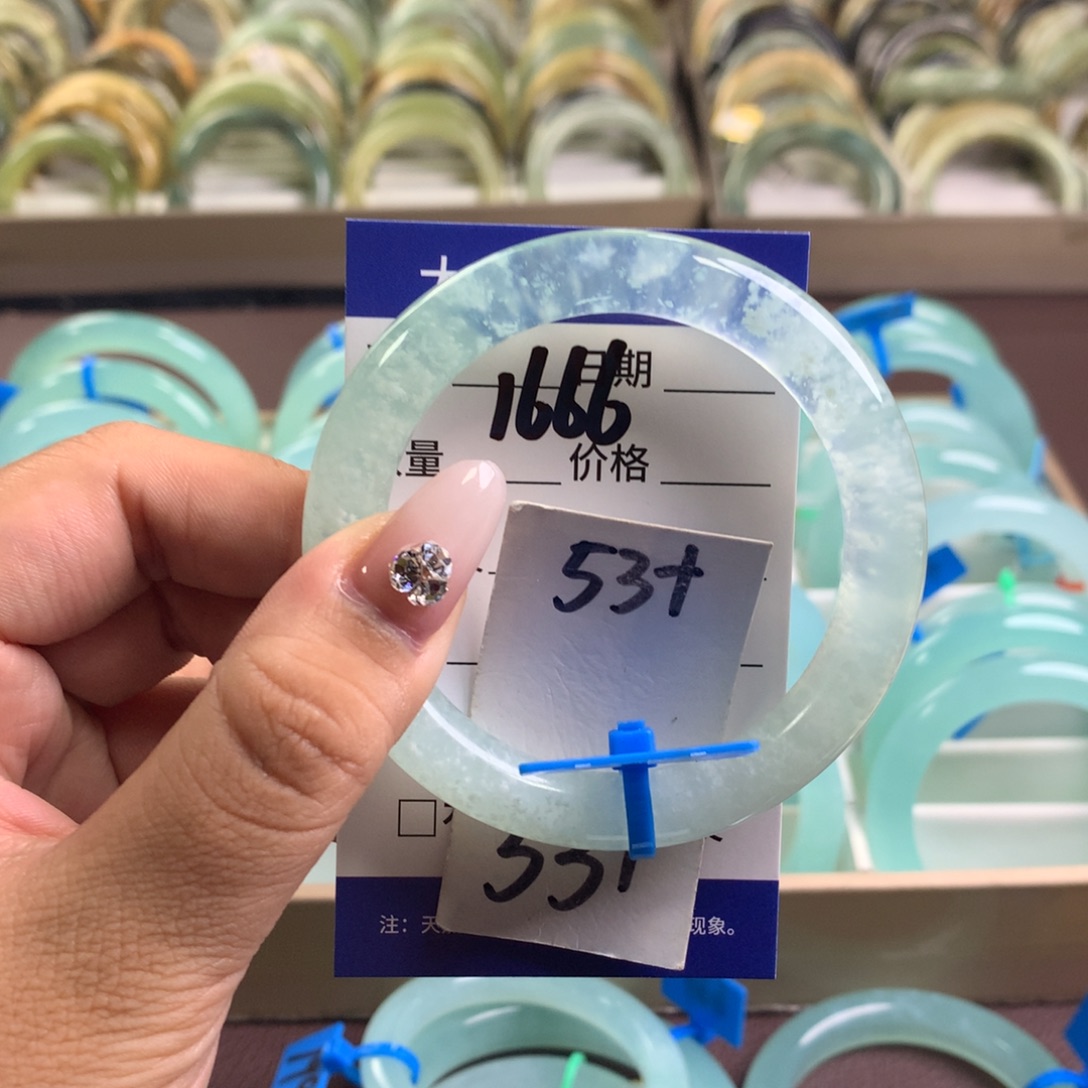 日期
1666
量 价格
53+
53+
注：天 现象。